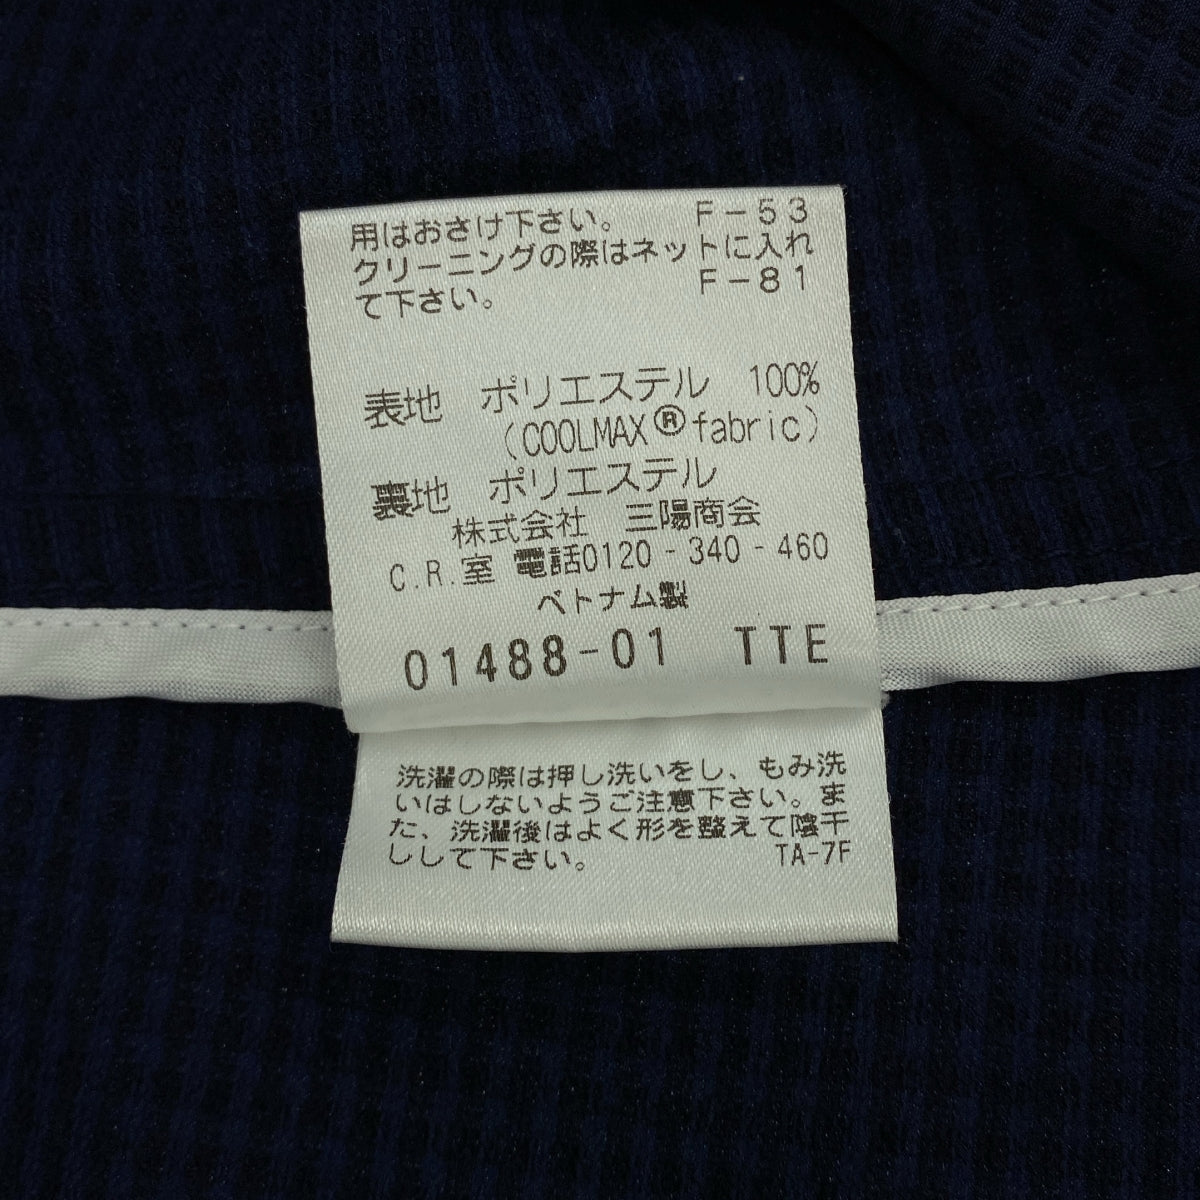 用はおさけ下さい。 F-53
クリーニングの際はネットに入れ
て下さい。 F-81
表地 ポリエステル 100%
(COOLMAX®fabric)
裏地 ポリエステル
株式会社 三陽商会
C.R.室 電話0120-340-460
ベトナム製
01488-01 TTE
洗濯の際は押し洗いをし、もみ洗
いはしないようご注意下さい。ま
た、洗濯後はよく形を整えて陰干
しして下さい。 TA-7F